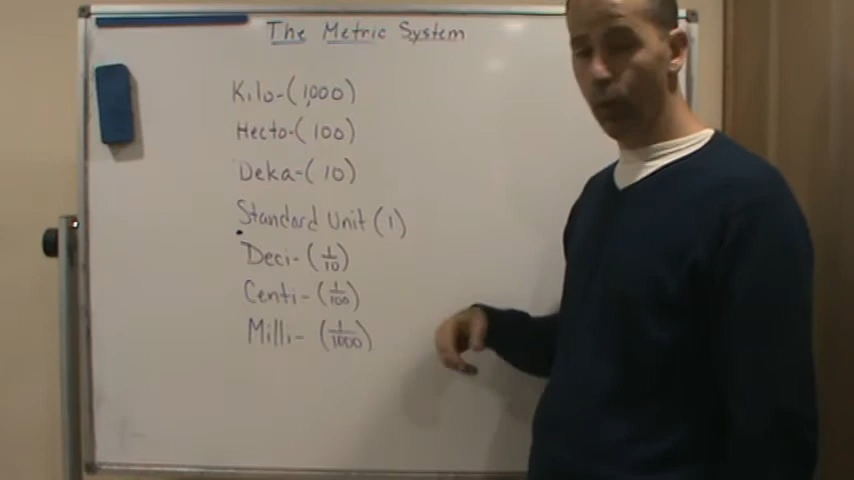 The Metric System
Kilo-(1,000)
Hecto-(100)
Deka-(10)
Standard Unit (1)
Deci-(1/10)
Centi-(1/100)
Milli-(1/1000)